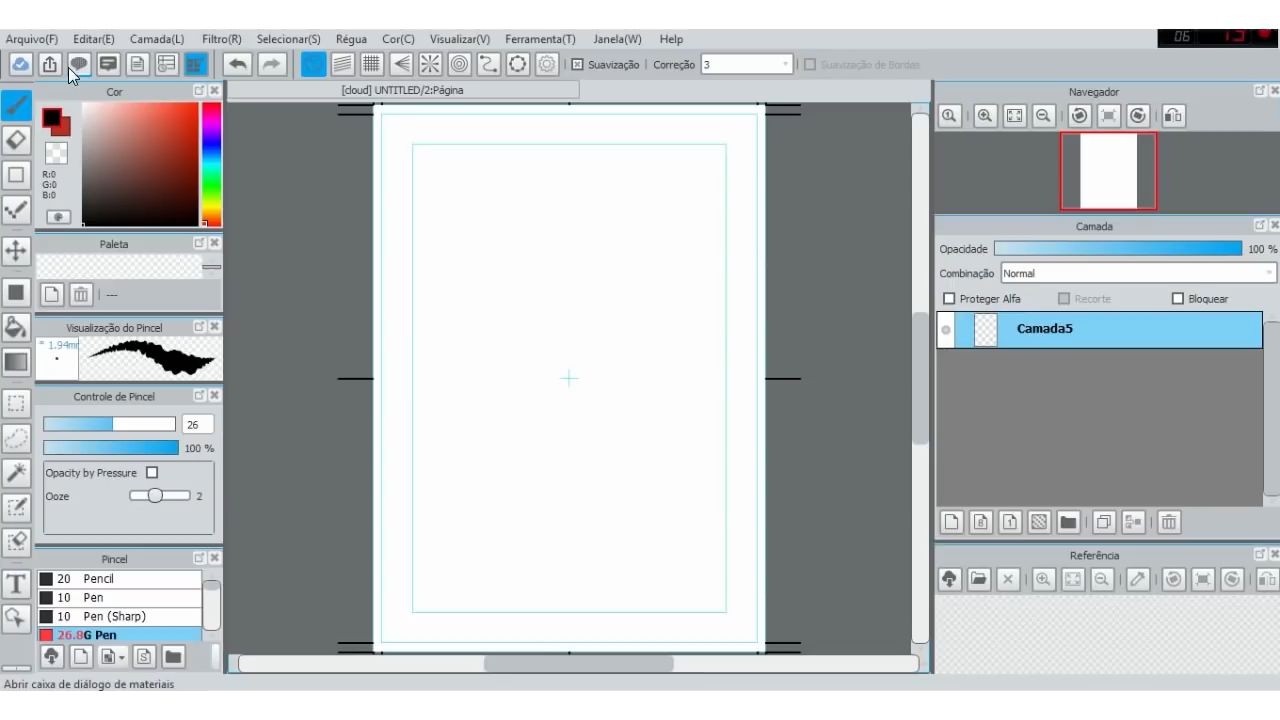 Arquivo(F) Editar(E) Camada(L) Filtro(R) Selecionar(S) Régua Cor(C) Visualizar(V) Ferramenta(T) Janela(W) Help
Suavização Correção 3 Suavização de Bordas
Cor
[cloud] UNTITLED/2:Página
Navegador
R:0
G:0
B:0
Paleta
---
Camada
Opacidade 100 %
Combinação Normal
Proteger Alfa Recorte Bloquear
Camada5
Visualização do Pincel
Controle de Pincel
26
100 %
Opacity by Pressure
Ooze 2
Pincel
20 Pencil
10 Pen
10 Pen (Sharp)
26.8 G Pen
Referência
T
Abrir caixa de diálogo de materiais